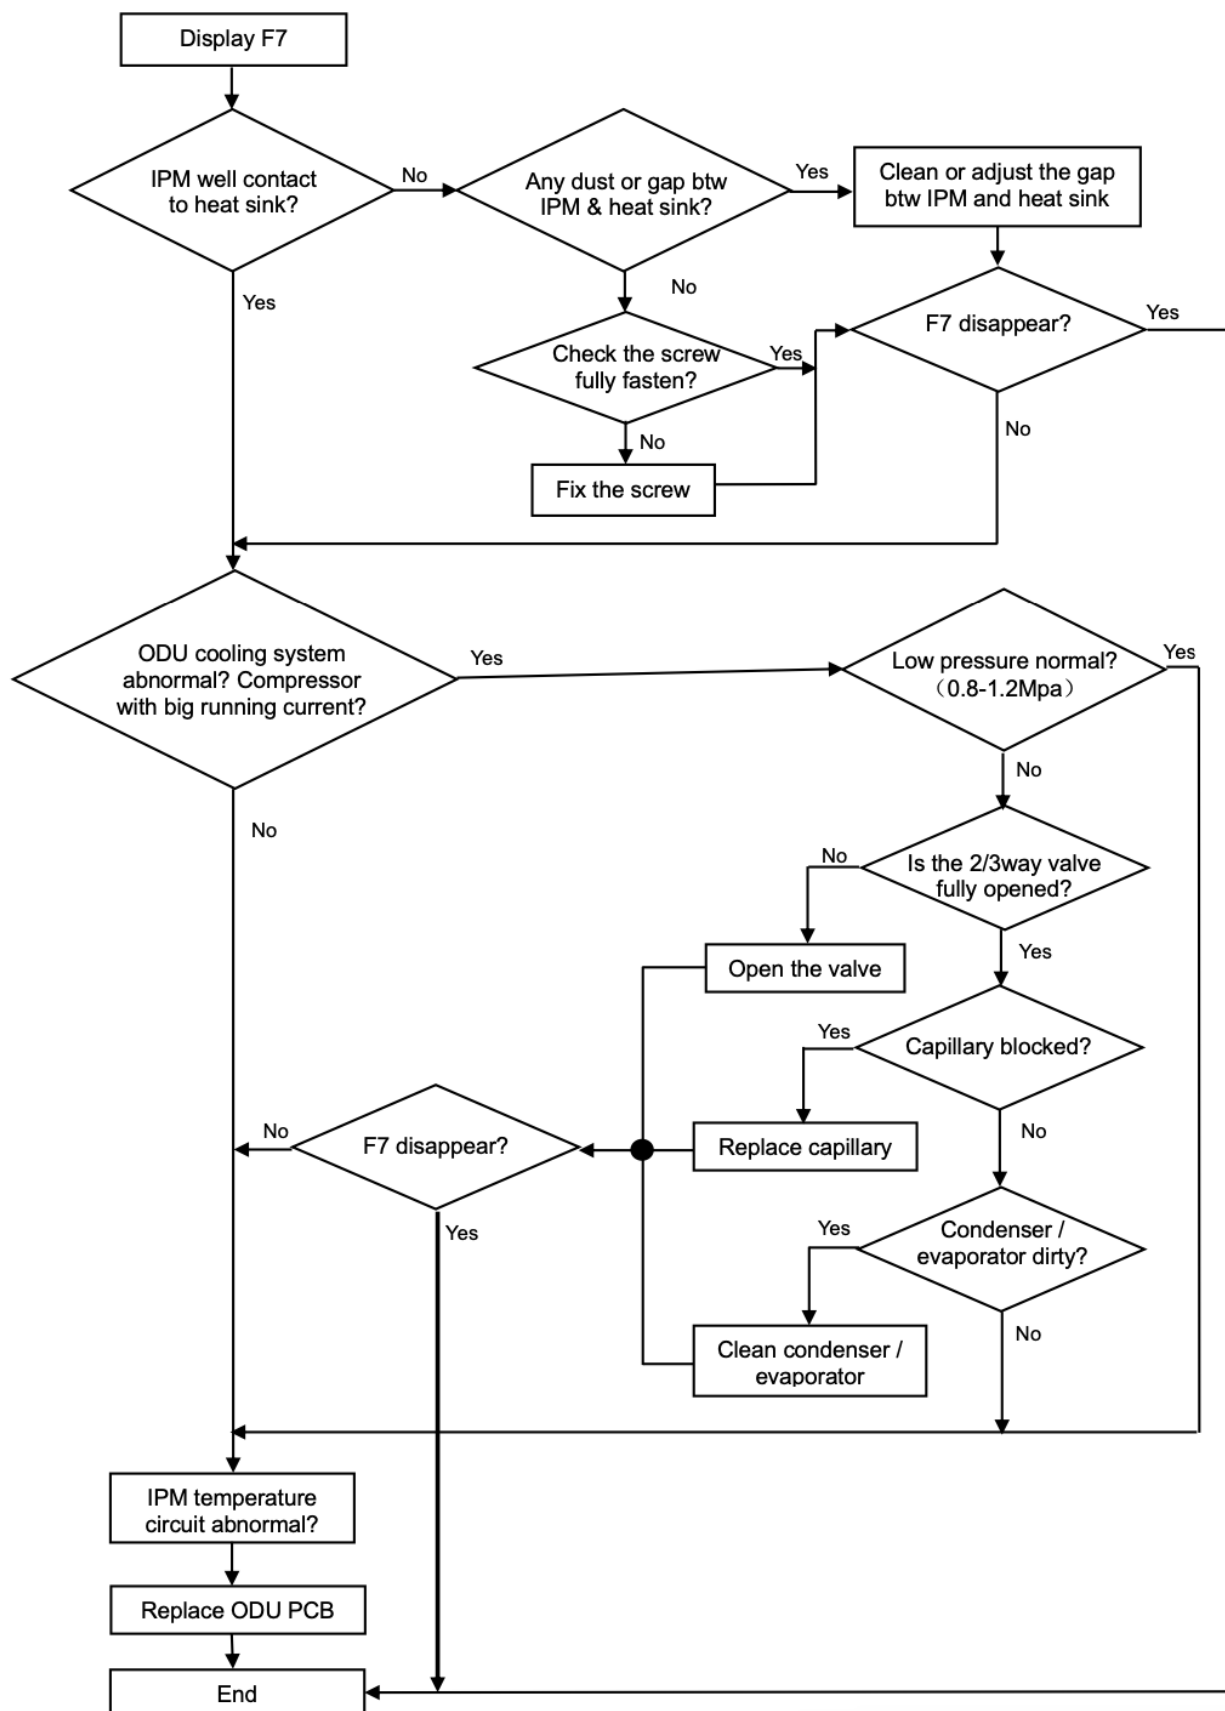 Display F7
IPM well contact
to heat sink?
No
Any dust or gap btw
IPM & heat sink?
Yes
Clean or adjust the gap
btw IPM and heat sink
Yes
No
F7 disappear?
Yes
Check the screw
fully fasten?
Yes
No
No
Fix the screw
ODU cooling system
abnormal? Compressor
with big running current?
Yes
Low pressure normal?
（0.8-1.2Mpa）
Yes
No
No
Is the 2/3way valve
fully opened?
No
Open the valve
Yes
Capillary blocked?
Yes
Replace capillary
No
F7 disappear?
No
Yes
Condenser /
evaporator dirty?
Yes
Clean condenser /
evaporator
No
IPM temperature
circuit abnormal?
Replace ODU PCB
End